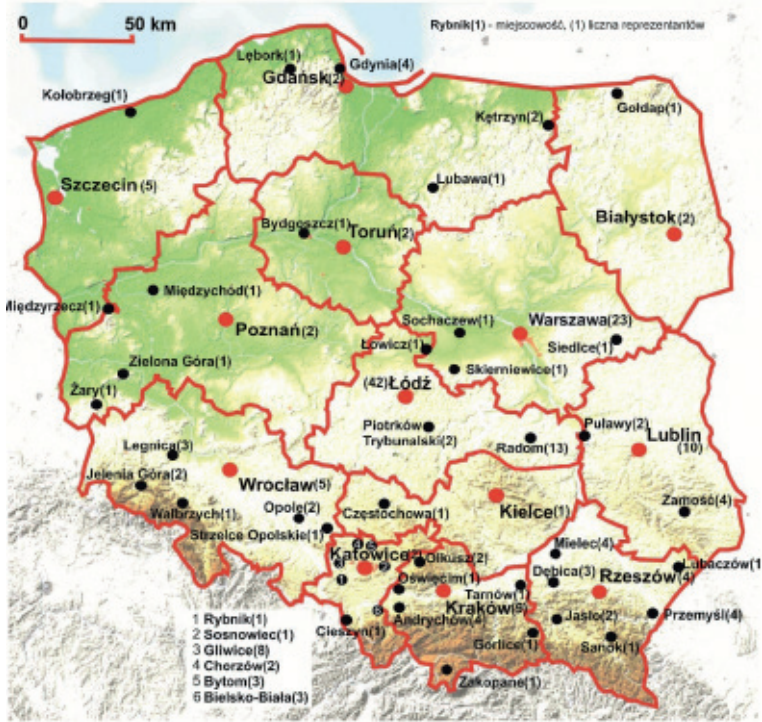 0 50 km
Rybnik(1) - miejscowość, (1) liczna reprezentantów
Lębork(1)
Gdynia(4)
Gdańsk(2)
Kołobrzeg(1)
Gołdap(1)
Kętrzyn(2)
Lubawa(1)
Szczecin(5)
Bydgoszcz(1)
Toruń(2)
Białystok(2)
Międzychód(1)
Międzyrzecz(1)
Poznań(2)
Sochaczew(1)
Warszawa(23)
Łowicz(1)
Siedlce(1)
Zielona Góra(1)
Skierniewice(1)
(42)Łódź
Żary(1)
Piotrków
Trybunalski(2)
Puławy(2)
Radom(13)
Lublin
(10)
Legnica(3)
Jelenia Góra(2)
Wrocław(5)
Wałbrzych(1)
Opole(2)
Częstochowa(1)
Kielce(1)
Zamość(4)
Strzelce Opolskie(1)
Katowice
Olkusz(2)
Mielec(4)
Lubaczów(1
Oświęcim(1)
Tarnów(1)
Dębica(3)
Rzeszów(4)
Kraków(9)
Cieszyn(1)
Andrychów(4)
Jasło(2)
Przemyśl(4)
Gorlice(1)
Sanok(1)
Zakopane(1)
1 Rybnik(1)
2 Sosnowiec(1)
3 Gliwice(8)
4 Chorzów(2)
5 Bytom(3)
6 Bielsko-Biała(3)